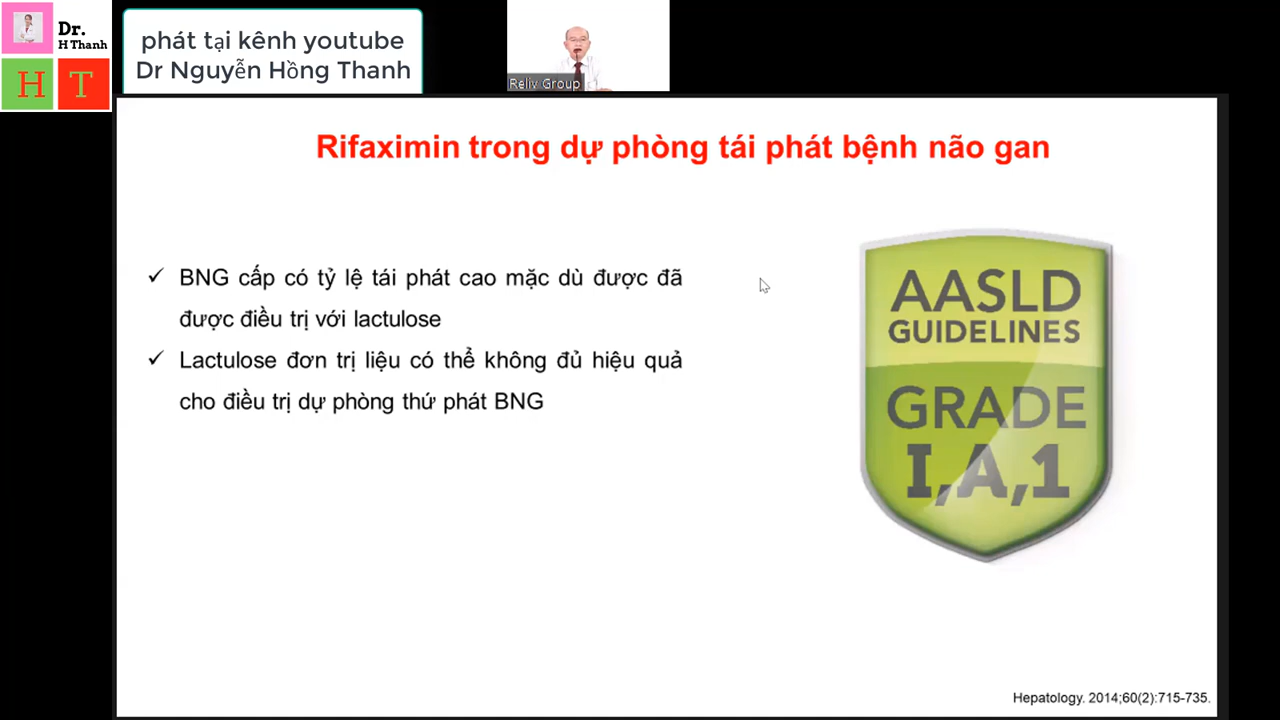 Dr.
H Thanh
H T
phát tại kênh youtube
Dr Nguyễn Hồng Thanh
Reliv Group
Rifaximin trong dự phòng tái phát bệnh não gan
✓ BNG cấp có tỷ lệ tái phát cao mặc dù được đã
được điều trị với lactulose
✓ Lactulose đơn trị liệu có thể không đủ hiệu quả
cho điều trị dự phòng thứ phát BNG
AASLD
GUIDELINES
GRADE
I,A,1
Hepatology. 2014;60(2):715-735.